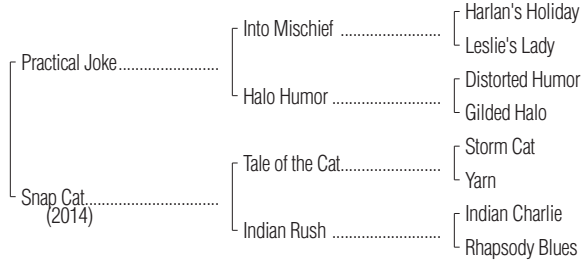 Harlan's Holiday
Into Mischief
Leslie's Lady
Practical Joke
Distorted Humor
Halo Humor
Gilded Halo
Storm Cat
Tale of the Cat
Yarn
Snap Cat
(2014)
Indian Charlie
Indian Rush
Rhapsody Blues